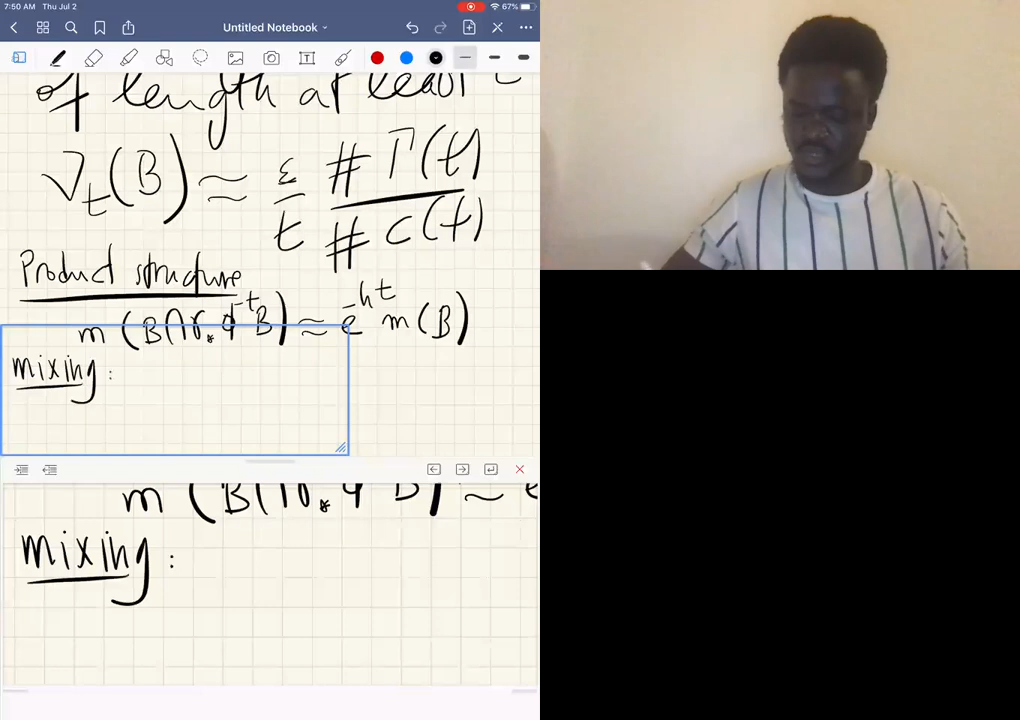 7:50 AM Thu Jul 2
67%
Untitled Notebook
of length at least
ν_t(B) ≈ ε/t #Γ(t)/#C(t)
Product structure
m(B∩γ_*φ^{-t}B) ≈ e^{-ht} m(B)
mixing:
m(B∩γ_*φ B) ~ e
mixing: